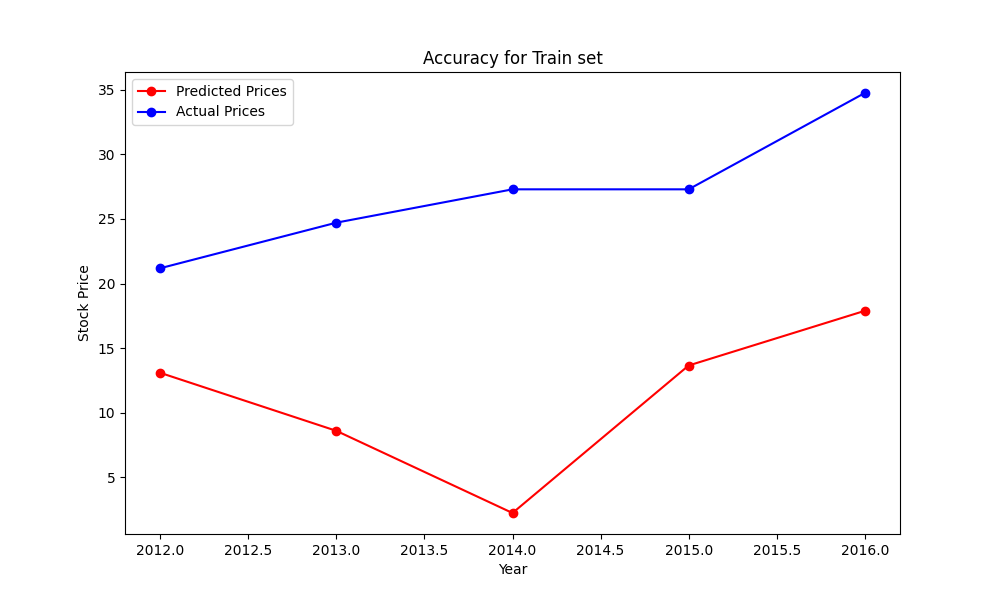 Accuracy for Train set
Predicted Prices
Actual Prices
Stock Price
35
30
25
20
15
10
5
2012.0 2012.5 2013.0 2013.5 2014.0 2014.5 2015.0 2015.5 2016.0
Year